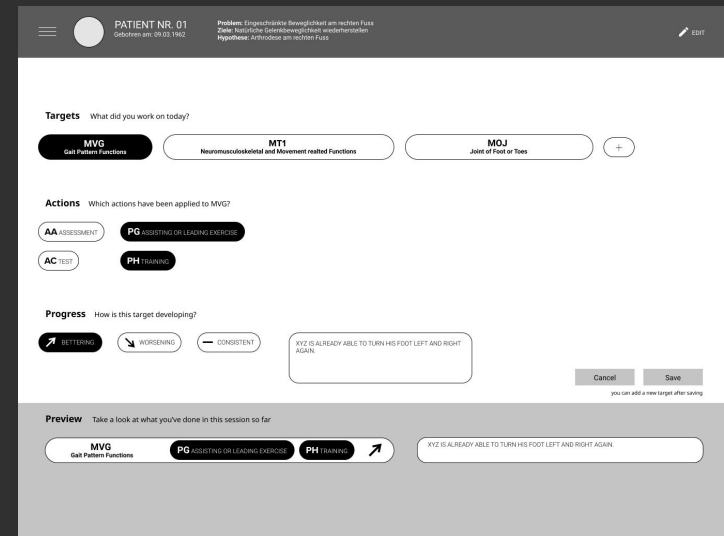 PATIENT NR. 01
Gebohren am: 09.03.1962
Problem: Eingeschränkte Beweglichkeit am rechten Fuss
Ziele: Natürliche Gelenkbeweglichkeit wiederherstellen
Hypothese: Arthrodese am rechten Fuss
EDIT
Targets What did you work on today?
MVG
Gait Pattern Functions
MT1
Neuromusculoskeletal and Movement realted Functions
MOJ
Joint of Foot or Toes
+
Actions Which actions have been applied to MVG?
AA ASSESSMENT
PG ASSISTING OR LEADING EXERCISE
AC TEST
PH TRAINING
Progress How is this target developing?
BETTERING
WORSENING
CONSISTENT
XYZ IS ALREADY ABLE TO TURN HIS FOOT LEFT AND RIGHT
AGAIN.
Cancel
Save
you can add a new target after saving
Preview Take a look at what you've done in this session so far
MVG
Gait Pattern Functions
PG ASSISTING OR LEADING EXERCISE
PH TRAINING
XYZ IS ALREADY ABLE TO TURN HIS FOOT LEFT AND RIGHT AGAIN.